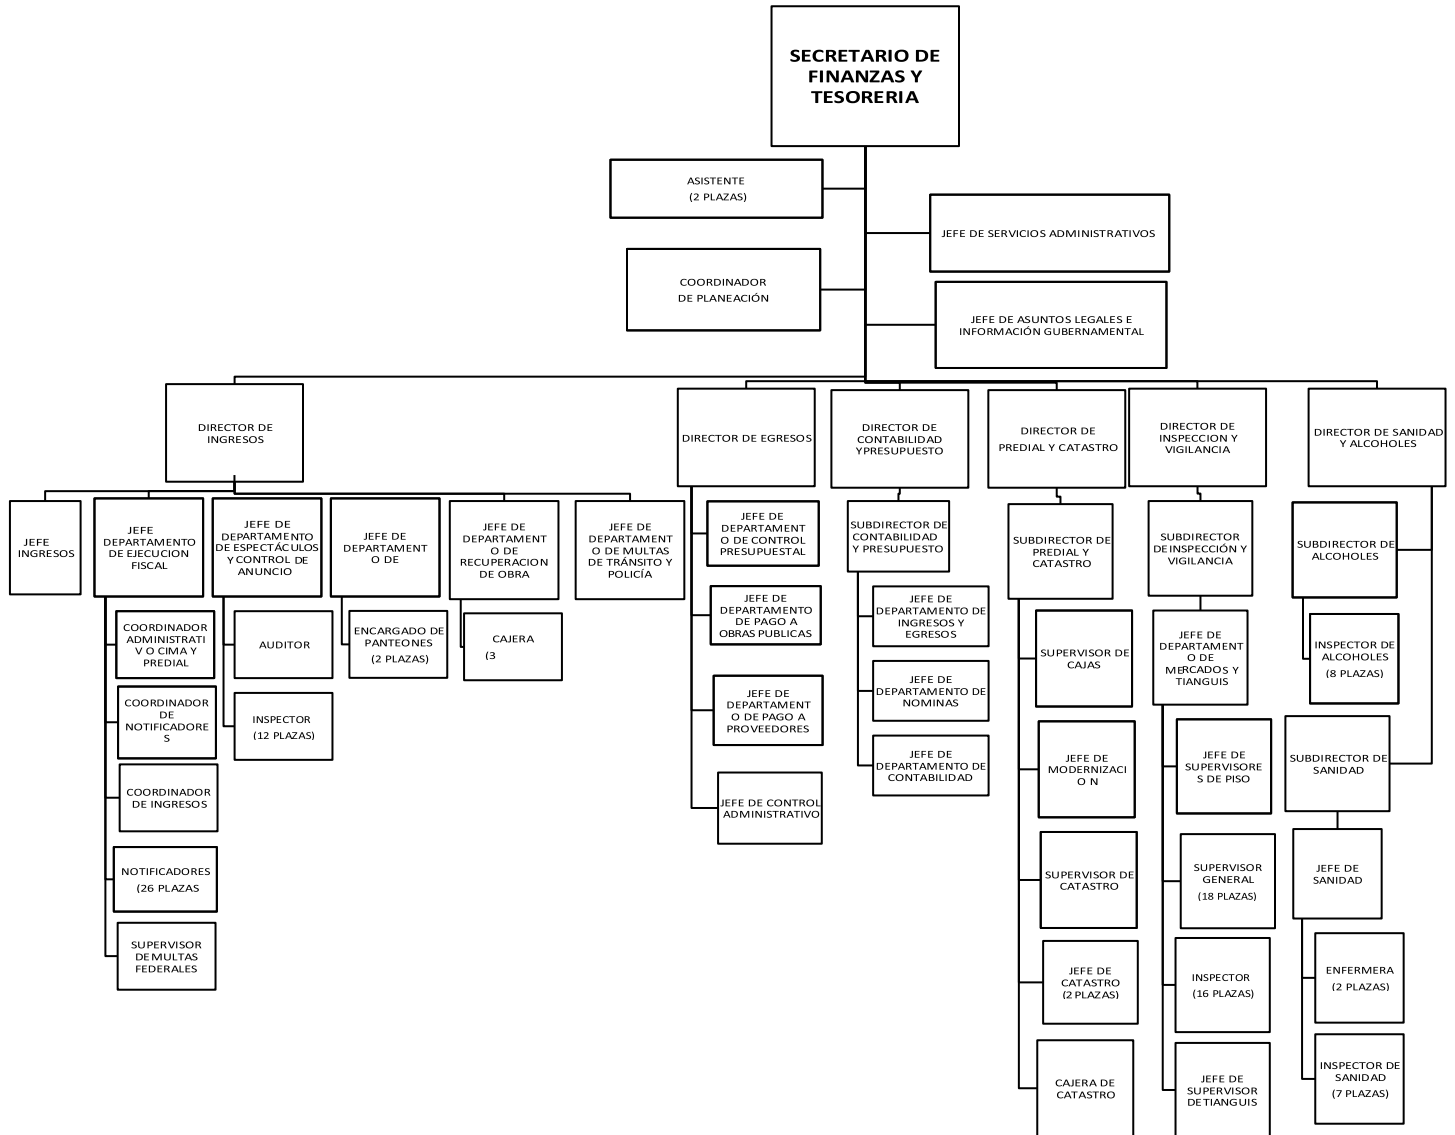 SECRETARIO DE
FINANZAS Y
TESORERIA
ASISTENTE
(2 PLAZAS)
JEFE DE SERVICIOS ADMINISTRATIVOS
COORDINADOR
DE PLANEACIÓN
JEFE DE ASUNTOS LEGALES E
INFORMACIÓN GUBERNAMENTAL
DIRECTOR DE
INGRESOS
DIRECTOR DE EGRESOS
DIRECTOR DE
CONTABILIDAD
YPRESUPUESTO
DIRECTOR DE
PREDIAL Y CATASTRO
DIRECTOR DE
INSPECCION Y
VIGILANCIA
DIRECTOR DE SANIDAD
Y ALCOHOLES
JEFE
INGRESOS
JEFE
DEPARTAMENTO
DE EJECUCION
FISCAL
JEFE DE
DEPARTAMENTO
DE ESPECTÁCULOS
Y CONTROL DE
ANUNCIO
JEFE DE
DEPARTAMENT
O DE
JEFE DE
DEPARTAMENT
O DE
RECUPERACION
DE OBRA
JEFE DE
DEPARTAMENT
O DE MULTAS
DE TRÁNSITO Y
POLICÍA
COORDINADOR
ADMINISTRATI
V O CIMA Y
PREDIAL
COORDINADOR
DE
NOTIFICADORE
S
COORDINADOR
DE INGRESOS
NOTIFICADORES
(26 PLAZAS
SUPERVISOR
DE MULTAS
FEDERALES
AUDITOR
INSPECTOR
(12 PLAZAS)
ENCARGADO DE
PANTEONES
(2 PLAZAS)
CAJERA
(3
JEFE DE
DEPARTAMENT
O DE CONTROL
PRESUPUESTAL
JEFE DE
DEPARTAMENTO
DE PAGO A
OBRAS PUBLICAS
JEFE DE
DEPARTAMENT
O DE PAGO A
PROVEEDORES
JEFE DE CONTROL
ADMINISTRATIVO
SUBDIRECTOR DE
CONTABILIDAD
Y PRESUPUESTO
JEFE DE
DEPARTAMENTO DE
INGRESOS Y
EGRESOS
JEFE DE
DEPARTAMENTO DE
NOMINAS
JEFE DE
DEPARTAMENTO DE
CONTABILIDAD
SUBDIRECTOR DE
PREDIAL Y
CATASTRO
SUPERVISOR DE
CAJAS
JEFE DE
MODERNIZACI
O N
SUPERVISOR DE
CATASTRO
JEFE DE
CATASTRO
(2 PLAZAS)
CAJERA DE
CATASTRO
SUBDIRECTOR
DE INSPECCIÓN Y
VIGILANCIA
JEFE DE
DEPARTAMENT
O DE
MERCADOS Y
TIANGUIS
JEFE DE
SUPERVISORE
S DE PISO
SUPERVISOR
GENERAL
(18 PLAZAS)
INSPECTOR
(16 PLAZAS)
JEFE DE
SUPERVISOR
DE TIANGUIS
SUBDIRECTOR DE
ALCOHOLES
INSPECTOR DE
ALCOHOLES
(8 PLAZAS)
SUBDIRECTOR DE
SANIDAD
JEFE DE
SANIDAD
ENFERMERA
(2 PLAZAS)
INSPECTOR DE
SANIDAD
(7 PLAZAS)